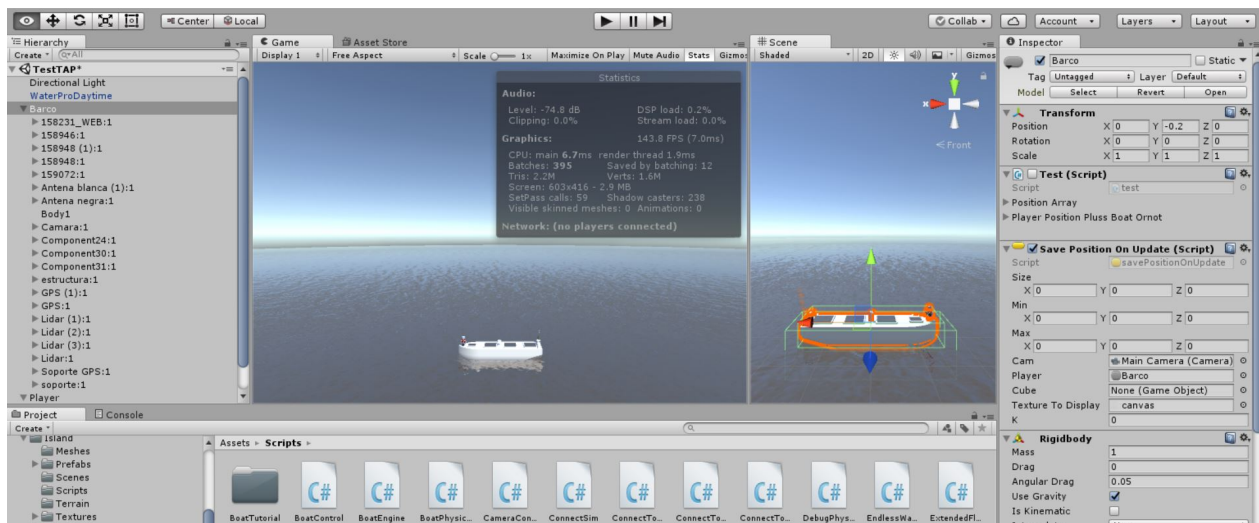 Center Local Collab Account Layers Layout
Hierarchy
Create All
TestTAP*
Directional Light
WaterProDaytime
Barco
158231_WEB:1
158946:1
158948 (1):1
158948:1
159072:1
Antena blanca (1):1
Antena negra:1
Body1
Camara:1
Component24:1
Component30:1
Component31:1
estructura:1
GPS (1):1
GPS:1
Lidar (1):1
Lidar (2):1
Lidar (3):1
Lidar:1
Soporte GPS:1
soporte:1
Player
Game Asset Store
Display 1 Free Aspect Scale 1x Maximize On Play Mute Audio Stats Gizmos
Statistics
Audio:
Level: -74.8 dB DSP load: 0.2%
Clipping: 0.0% Stream load: 0.0%
Graphics: 143.8 FPS (7.0ms)
CPU: main 6.7ms render thread 1.9ms
Batches: 395 Saved by batching: 12
Tris: 2.2M Verts: 1.6M
Screen: 603x416 - 2.9 MB
SetPass calls: 59 Shadow casters: 238
Visible skinned meshes: 0 Animations: 0
Network: (no players connected)
Scene
Shaded 2D Gizmos
y
x
Front
Inspector
Barco Static
Tag Untagged Layer Default
Model Select Revert Open
Transform
Position X 0 Y -0.2 Z 0
Rotation X 0 Y 0 Z 0
Scale X 1 Y 1 Z 1
Test (Script)
Script test
Position Array
Player Position Pluss Boat Ornot
Save Position On Update (Script)
Script savePositionOnUpdate
Size
X 0 Y 0 Z 0
Min
X 0 Y 0 Z 0
Max
X 0 Y 0 Z 0
Cam Main Camera (Camera)
Player Barco
Cube None (Game Object)
Texture To Display canvas
K 0
Rigidbody
Mass 1
Drag 0
Angular Drag 0.05
Use Gravity
Is Kinematic
Project Console
Create
Island
Meshes
Prefabs
Scenes
Scripts
Terrain
Textures
Assets Scripts
C# C# C# C# C# C# C# C# C# C#
BoatTutorial BoatControl BoatEngine BoatPhysic... CameraCon... ConnectSim ConnectTo... ConnectTo... ConnectTo... DebugPhys... EndlessWa... ExtendedFl...